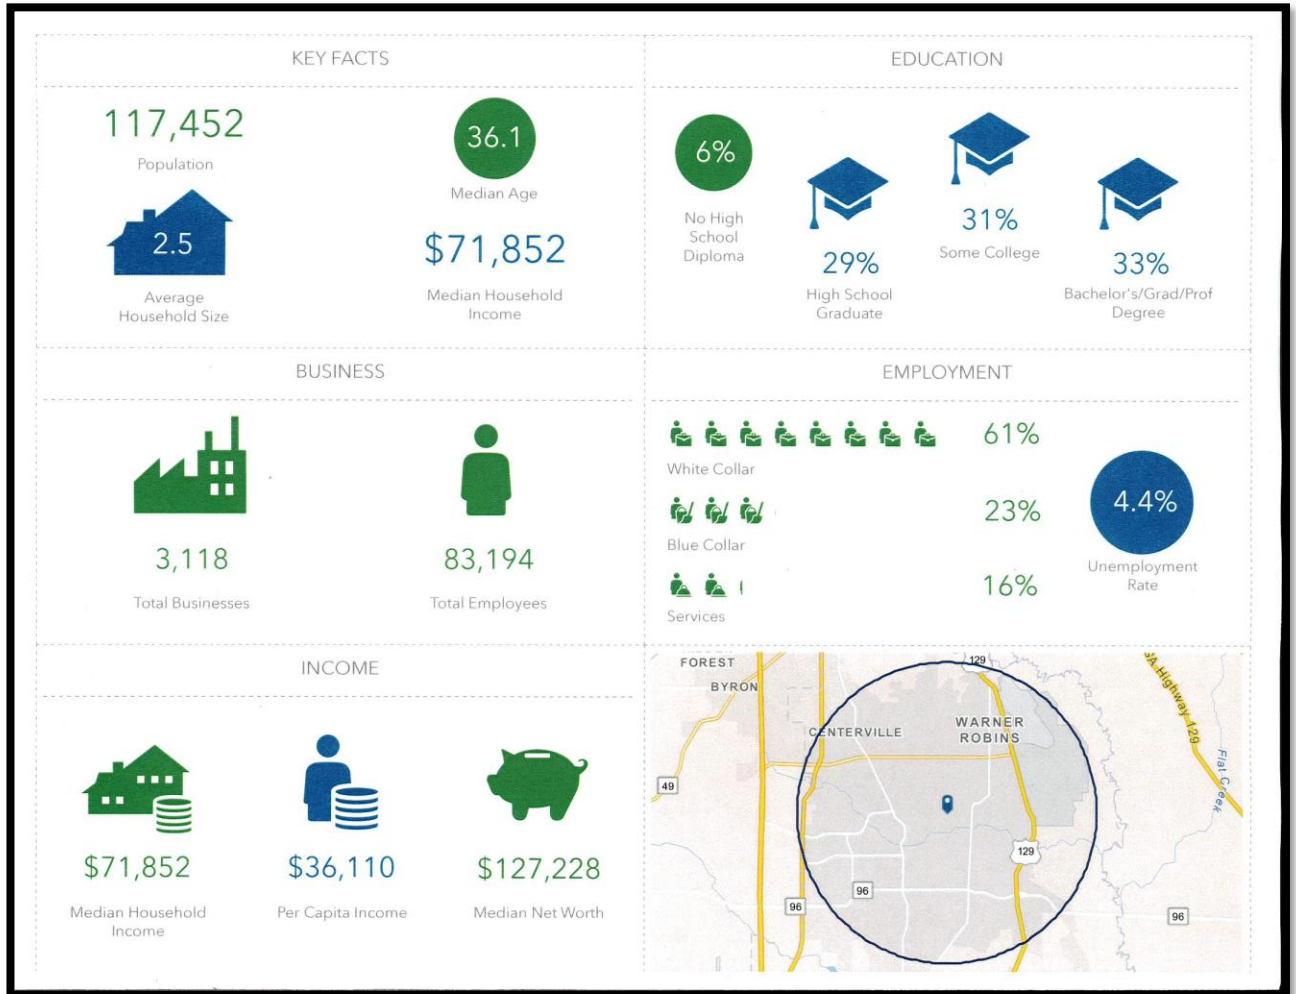 KEY FACTS
117,452
Population
36.1
Median Age
2.5
Average
Household Size
$71,852
Median Household
Income
EDUCATION
6%
No High
School
Diploma
29%
High School
Graduate
31%
Some College
33%
Bachelor's/Grad/Prof
Degree
BUSINESS
3,118
Total Businesses
83,194
Total Employees
EMPLOYMENT
61%
White Collar
23%
Blue Collar
16%
Services
4.4%
Unemployment
Rate
INCOME
$71,852
Median Household
Income
$36,110
Per Capita Income
$127,228
Median Net Worth
FOREST
BYRON
129
CENTERVILLE
WARNER
ROBINS
Highway 129
Flat Creek
49
129
96
96
96